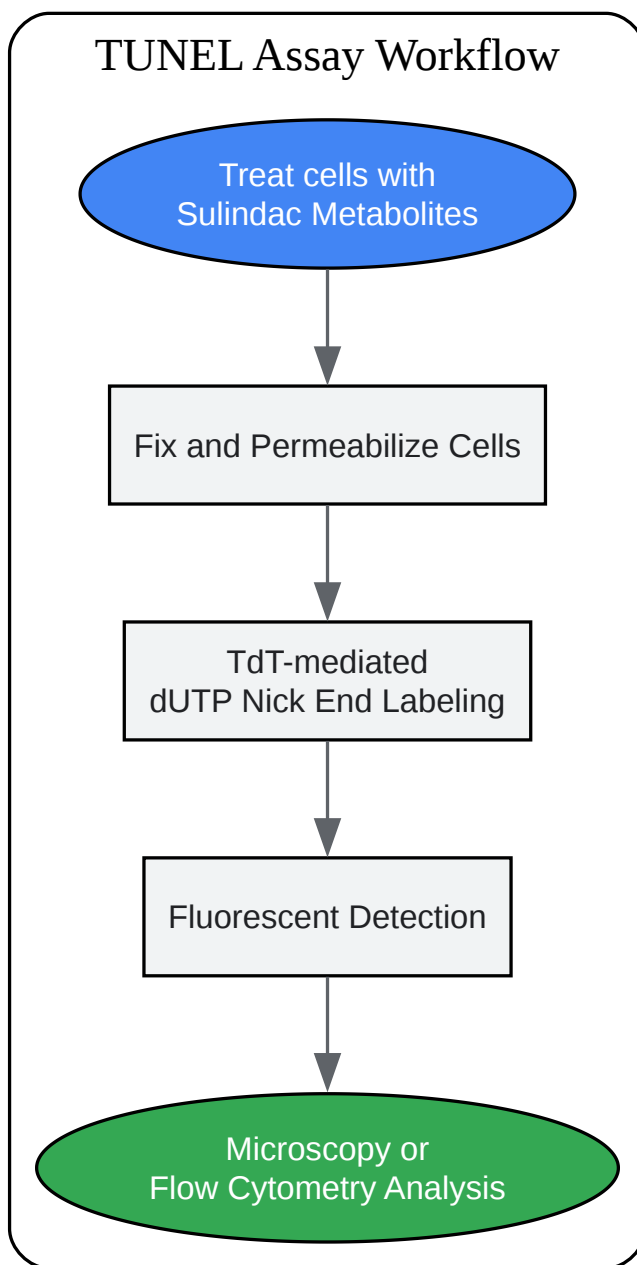 TUNEL Assay Workflow
Treat cells with
Sulindac Metabolites
Fix and Permeabilize Cells
TdT-mediated
dUTP Nick End Labeling
Fluorescent Detection
Microscopy or
Flow Cytometry Analysis